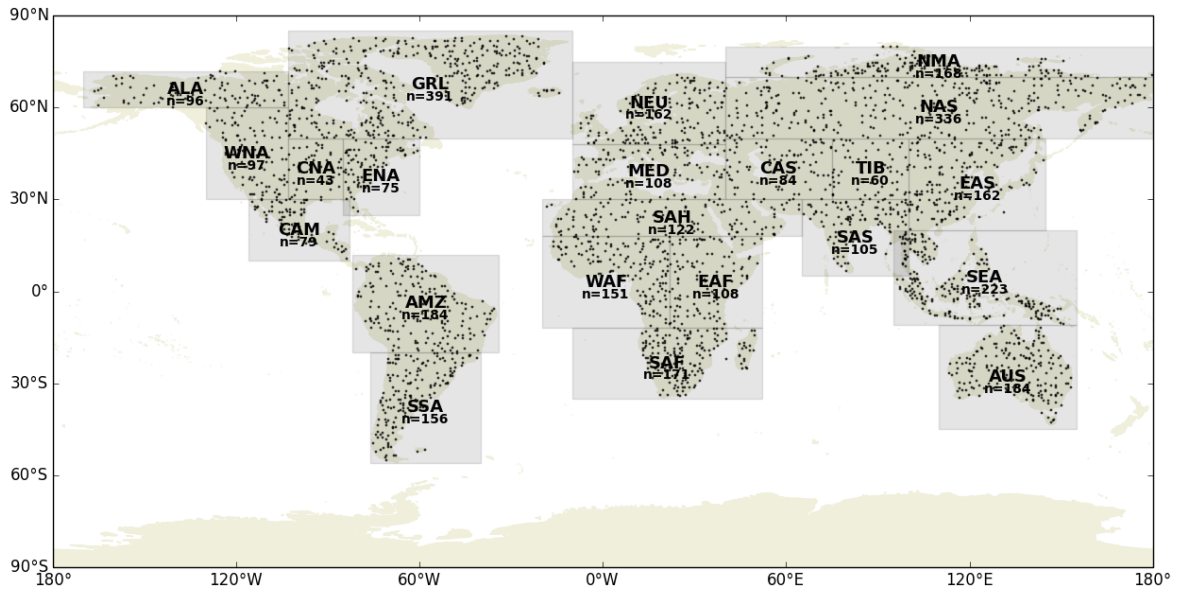 90°N
60°N
30°N
0°
30°S
60°S
90°S
ALA
n=96
GRL
n=391
NMA
n=168
NEU
n=162
NAS
n=336
WNA
n=97
CNA
n=43
ENA
n=75
MED
n=108
CAS
n=84
TIB
n=60
EAS
n=162
CAM
n=79
SAH
n=122
SAS
n=105
AMZ
n=184
WAF
n=151
EAF
n=108
SEA
n=223
SSA
n=156
SAF
n=171
AUS
n=184
180° 120°W 60°W 0°W 60°E 120°E 180°